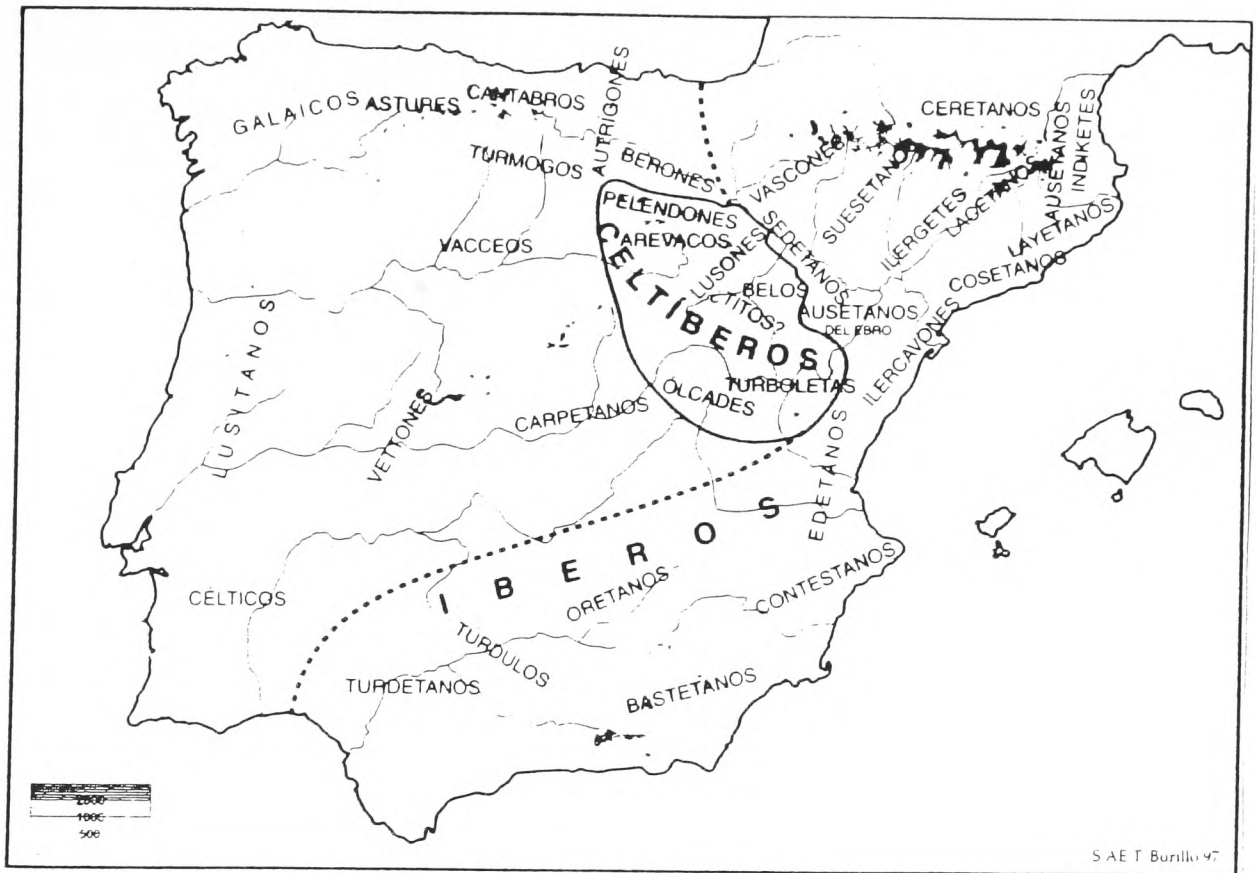 GALAICOS
ASTURES
CANTABROS
AUTRIGONES
TURMOGOS
BERONES
VASCONES
SUESETANOS
CERETANOS
ILERGETES
LACETANOS
AUSETANOS
INDIKETES
LAYETANOS
COSETANOS
VACCEOS
PELENDONES
AREVACOS
LUSONES
SEDETANOS
BELOS
¿TITOS?
AUSETANOS
DEL EBRO
CELTÍBEROS
ILERCAVONES
TURBOLETAS
OLCADES
LUSITANOS
VETTONES
CARPETANOS
EDETANOS
IBEROS
CÉLTICOS
ORETANOS
CONTESTANOS
TURDULOS
TURDETANOS
BASTETANOS
2000
1000
500
S.A.E.T. Burillo 97